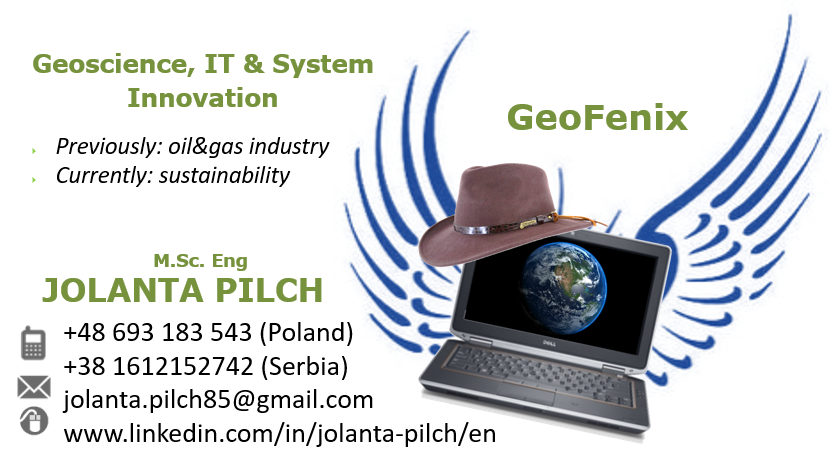 Geoscience, IT & System
Innovation
Previously: oil&gas industry
Currently: sustainability
GeoFenix
M.Sc. Eng
JOLANTA PILCH
+48 693 183 543 (Poland)
+38 1612152742 (Serbia)
jolanta.pilch85@gmail.com
www.linkedin.com/in/jolanta-pilch/en
DELL